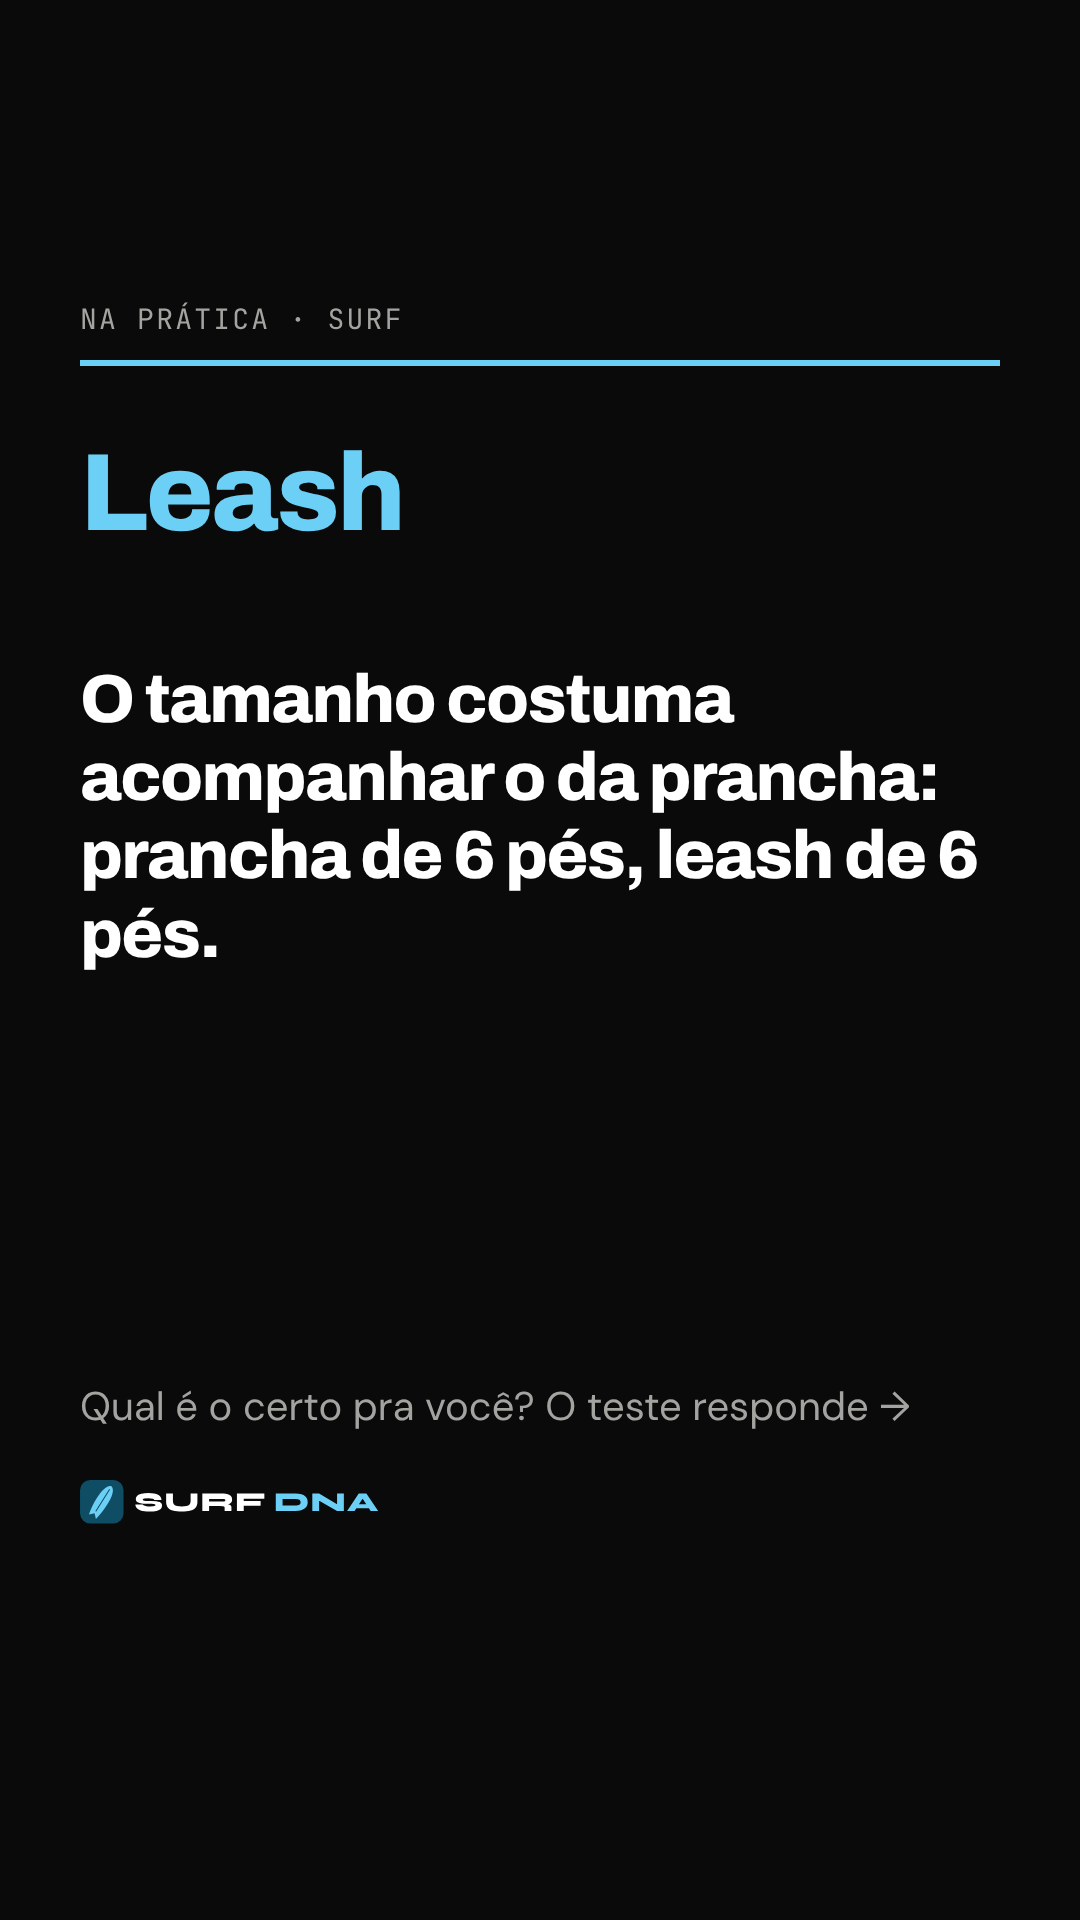 NA PRÁTICA · SURF
Leash
O tamanho costuma
acompanhar o da prancha:
prancha de 6 pés, leash de 6
pés.
Qual é o certo pra você? O teste responde →
SURF DNA